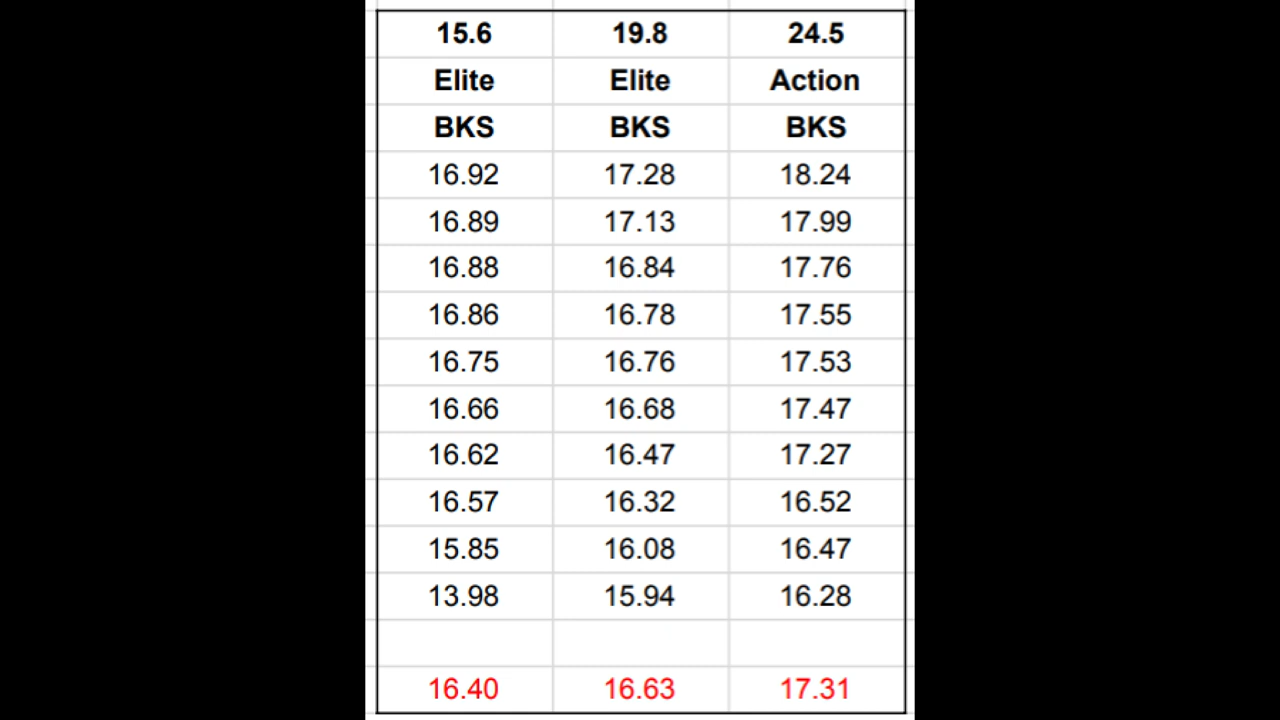 15.6 19.8 24.5
Elite Elite Action
BKS BKS BKS
16.92 17.28 18.24
16.89 17.13 17.99
16.88 16.84 17.76
16.86 16.78 17.55
16.75 16.76 17.53
16.66 16.68 17.47
16.62 16.47 17.27
16.57 16.32 16.52
15.85 16.08 16.47
13.98 15.94 16.28
16.40 16.63 17.31